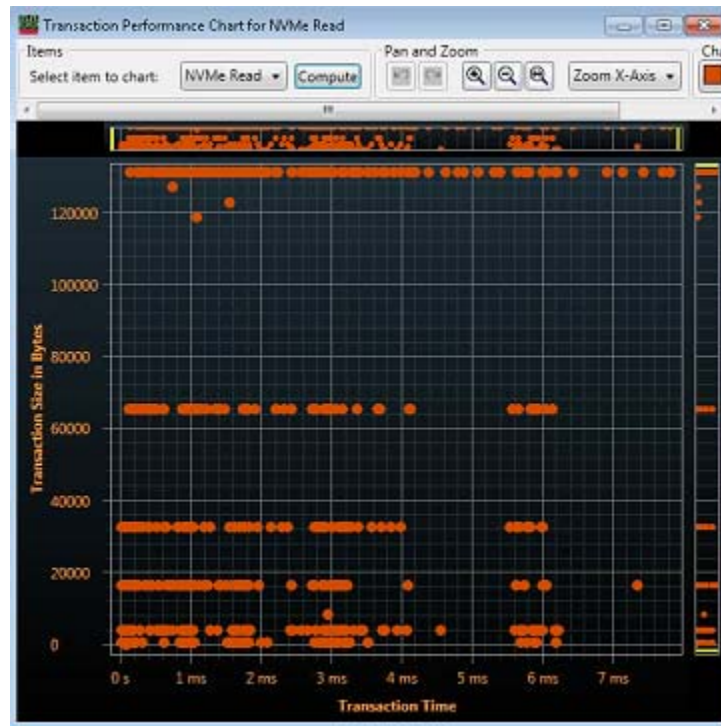 Transaction Performance Chart for NVMe Read
Items
Pan and Zoom
Cha
Select item to chart:
NVMe Read
Compute
Zoom X-Axis
Transaction Size in Bytes
120000
100000
80000
60000
40000
20000
0
0 s
1 ms
2 ms
3 ms
4 ms
5 ms
6 ms
7 ms
Transaction Time